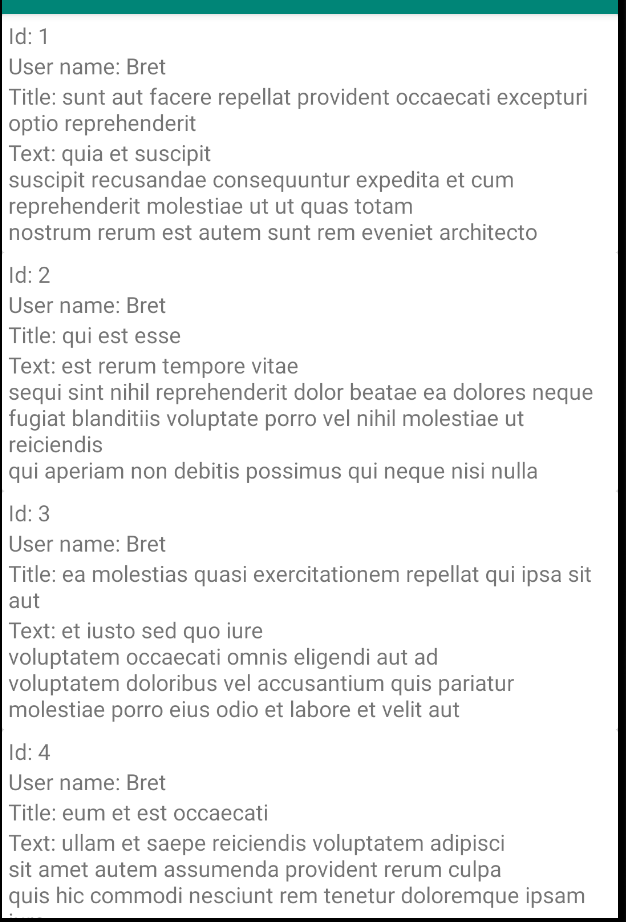 Id: 1
User name: Bret
Title: sunt aut facere repellat provident occaecati excepturi
optio reprehenderit
Text: quia et suscipit
suscipit recusandae consequuntur expedita et cum
reprehenderit molestiae ut ut quas totam
nostrum rerum est autem sunt rem eveniet architecto
Id: 2
User name: Bret
Title: qui est esse
Text: est rerum tempore vitae
sequi sint nihil reprehenderit dolor beatae ea dolores neque
fugiat blanditiis voluptate porro vel nihil molestiae ut
reiciendis
qui aperiam non debitis possimus qui neque nisi nulla
Id: 3
User name: Bret
Title: ea molestias quasi exercitationem repellat qui ipsa sit
aut
Text: et iusto sed quo iure
voluptatem occaecati omnis eligendi aut ad
voluptatem doloribus vel accusantium quis pariatur
molestiae porro eius odio et labore et velit aut
Id: 4
User name: Bret
Title: eum et est occaecati
Text: ullam et saepe reiciendis voluptatem adipisci
sit amet autem assumenda provident rerum culpa
quis hic commodi nesciunt rem tenetur doloremque ipsam